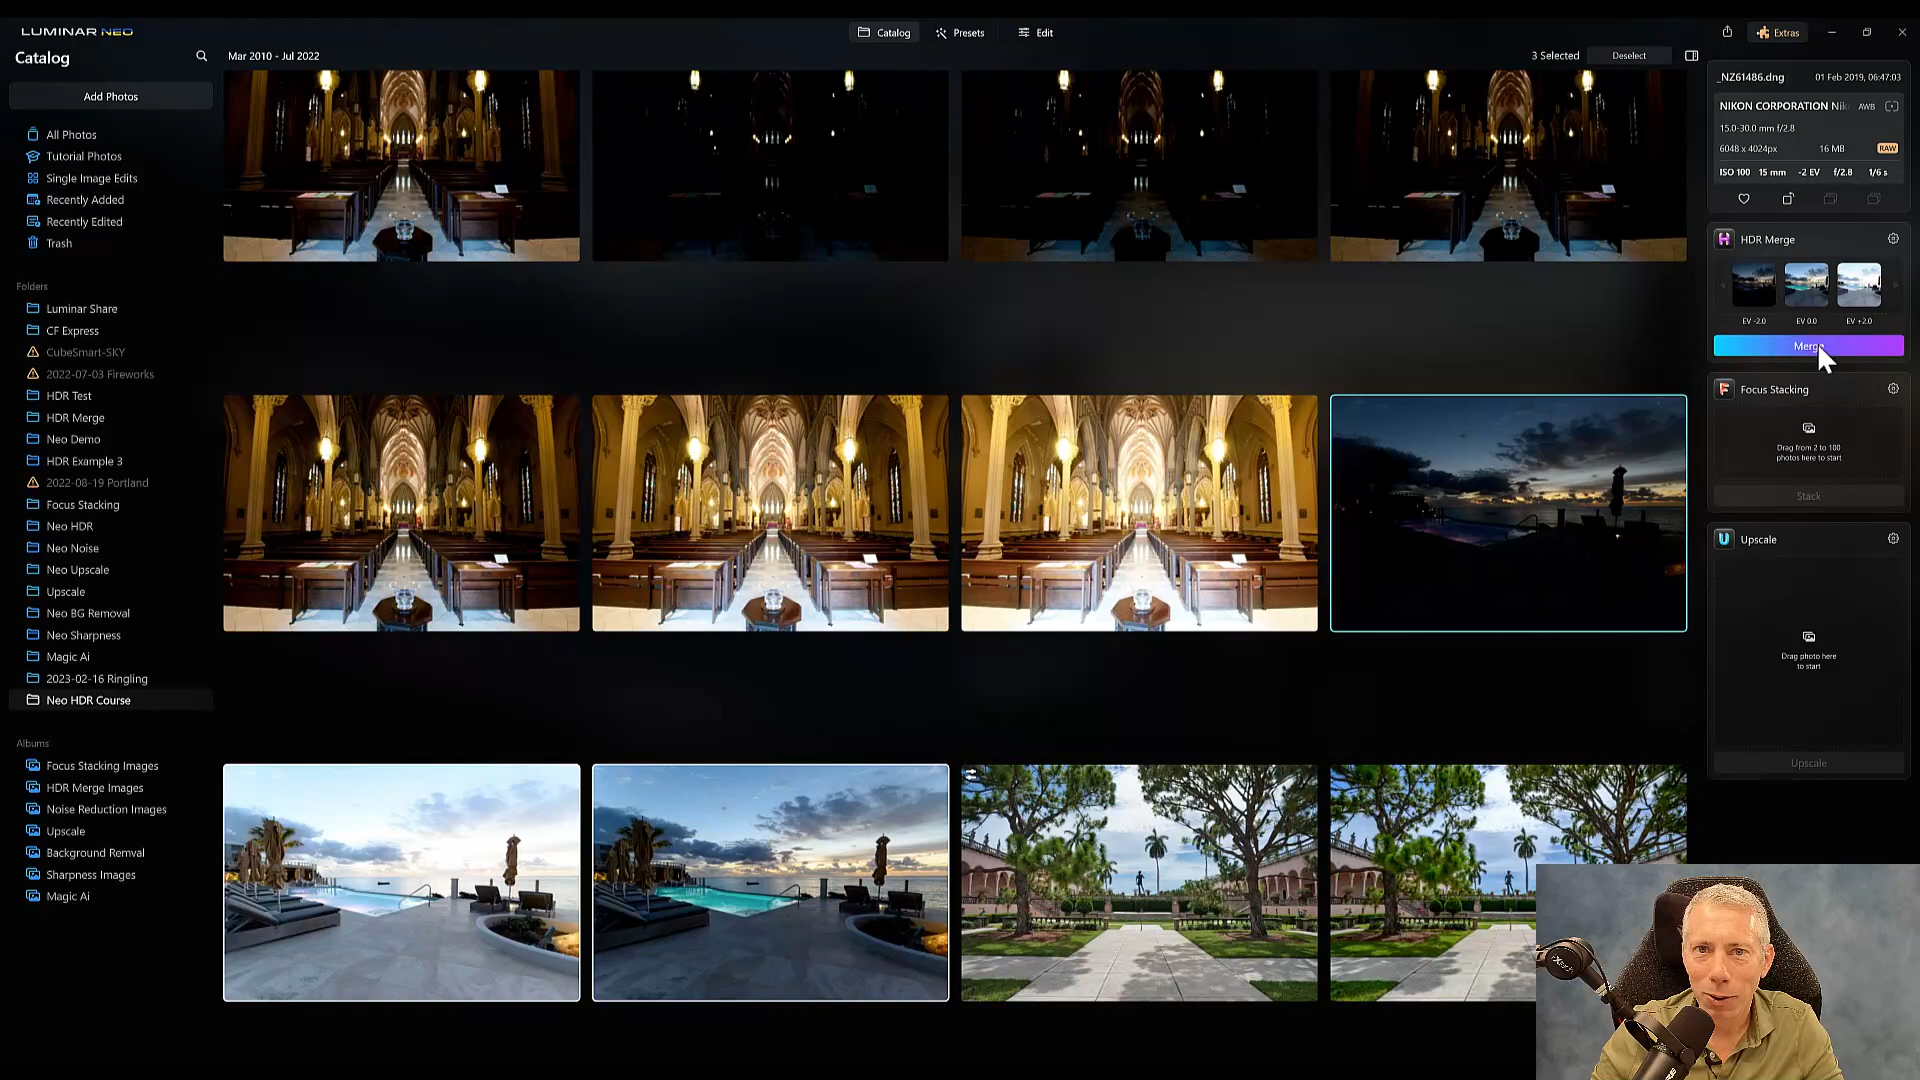 LUMINAR NEO
Catalog
Presets
Edit
Extras
Catalog
Mar 2010 - Jul 2022
3 Selected
Deselect
Add Photos
All Photos
Tutorial Photos
Single Image Edits
Recently Added
Recently Edited
Trash
Folders
Luminar Share
CF Express
CubeSmart-SKY
2022-07-03 Fireworks
HDR Test
HDR Merge
Neo Demo
HDR Example 3
2022-08-19 Portland
Focus Stacking
Neo HDR
Neo Noise
Neo Upscale
Upscale
Neo BG Removal
Neo Sharpness
Magic Ai
2023-02-16 Ringling
Neo HDR Course
Albums
Focus Stacking Images
HDR Merge Images
Noise Reduction Images
Upscale
Background Remval
Sharpness Images
Magic Ai
_NZ61486.dng
01 Feb 2019, 06:47:03
NIKON CORPORATION Nik
AWB
15.0-30.0 mm f/2.8
6048 x 4024px
16 MB
RAW
ISO 100
15 mm
-2 EV
f/2.8
1/6 s
HDR Merge
EV -2.0
EV 0.0
EV +2.0
Merge
Focus Stacking
Drag from 2 to 100
photos here to start
Stack
Upscale
Drag photo here
to start
Upscale